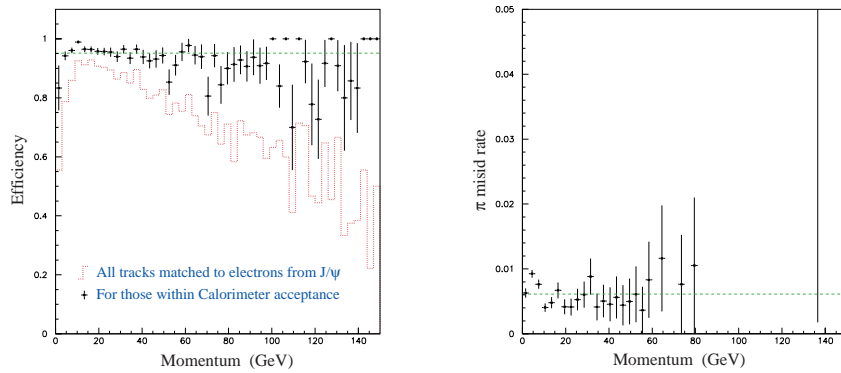 1
0.8
0.6
0.4
0.2
0
0 20 40 60 80 100 120 140
Efficiency
Momentum (GeV)
All tracks matched to electrons from J/ψ
For those within Calorimeter acceptance
0.05
0.04
0.03
0.02
0.01
0
0 20 40 60 80 100 120 140
π misid rate
Momentum (GeV)